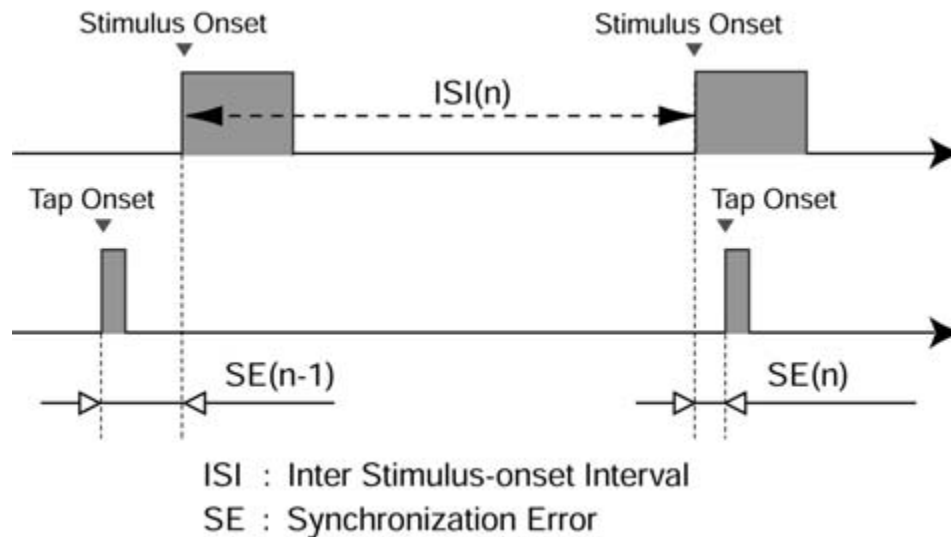 Stimulus Onset
Stimulus Onset
ISI(n)
Tap Onset
Tap Onset
SE(n-1)
SE(n)
ISI : Inter Stimulus-onset Interval
SE : Synchronization Error